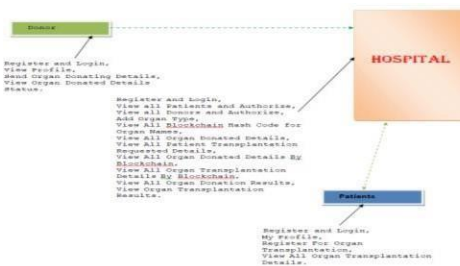 Donor
Register and Login,
View Profile,
Send Organ Donating Details,
View Organ Donated Details
Status.
HOSPITAL
Register and Login,
View all Patients and Authorize,
View all Donors and Authorize,
Add Organ Type,
View All Blockchain Hash Code for
Organ Names,
View All Organ Donated Details,
View All Patient Transplantation
Requested Details,
View All Organ Donated Details By
Blockchain,
View All Organ Transplantation
Details By Blockchain,
View All Organ Donation Results,
View Organ Transplantation
Results.
Patients
Register and Login,
My Profile,
Register For Organ
Transplantation,
View All Organ Transplantation
Details.